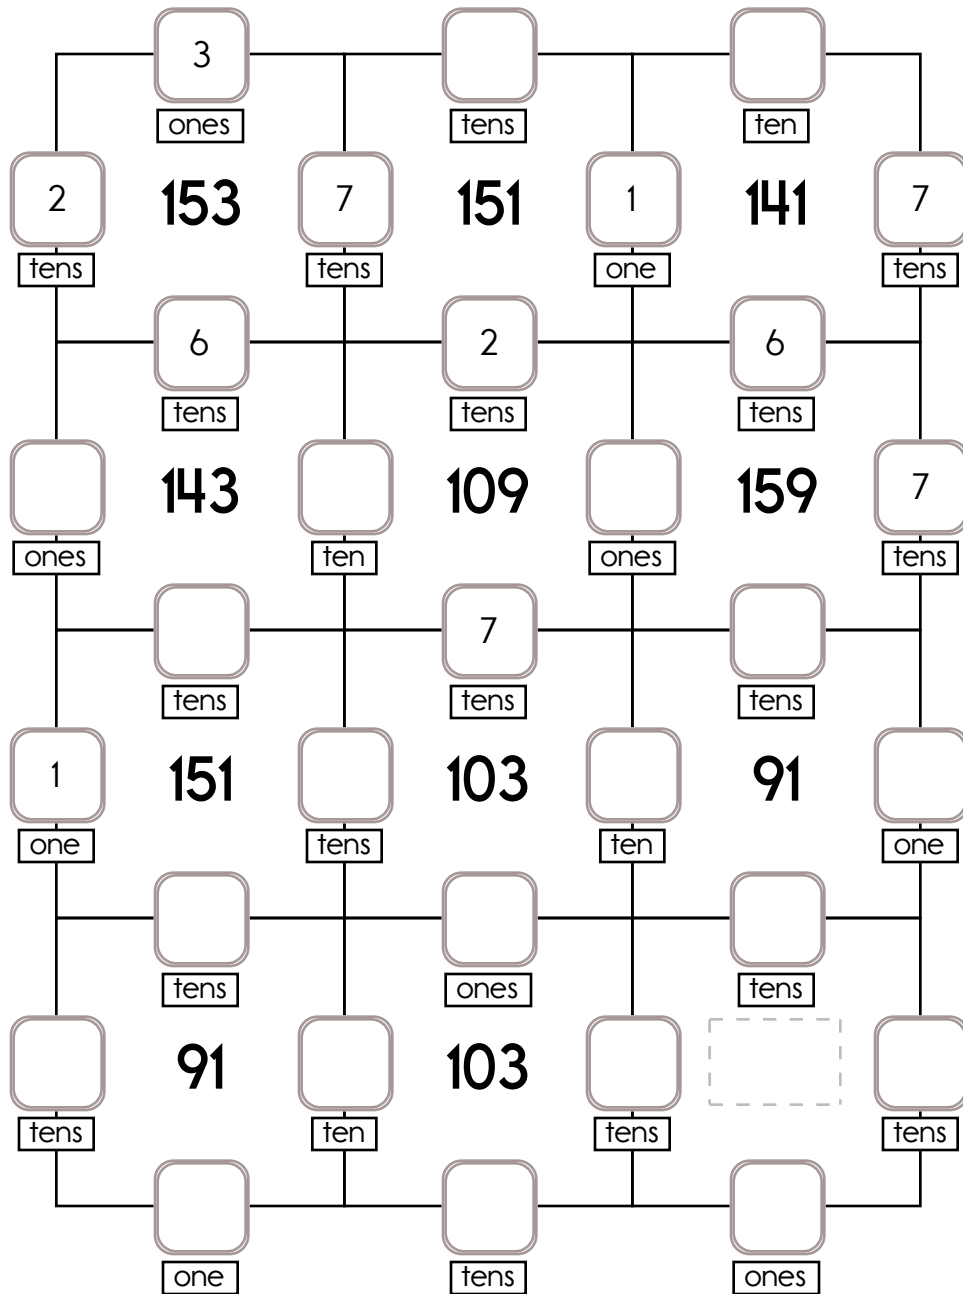 3
ones tens ten
2 153 7 151 1 141 7
tens tens one tens
6 2 6
tens tens tens
143 109 159 7
ones ten ones tens
7
tens tens tens
1 151 103 91
one tens ten one
tens ones tens
91 103
tens ten tens tens
one tens ones